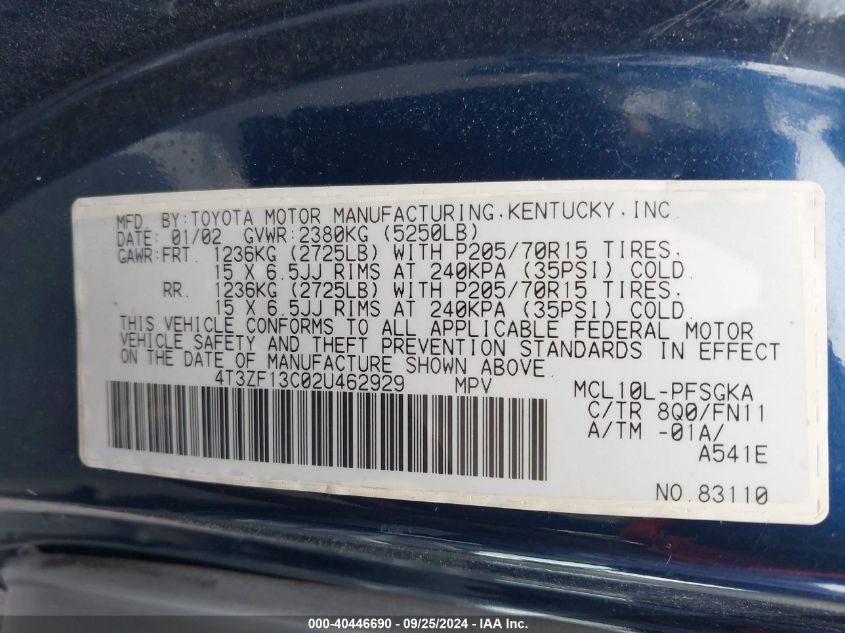 MFD. BY:TOYOTA MOTOR MANUFACTURING,KENTUCKY,INC.
DATE: 01/02 GVWR:2380KG (5250LB)
GAWR:FRT. 1236KG (2725LB) WITH P205/70R15 TIRES,
15 X 6.5JJ RIMS AT 240KPA (35PSI) COLD.
RR. 1236KG (2725LB) WITH P205/70R15 TIRES,
15 X 6.5JJ RIMS AT 240KPA (35PSI) COLD.
THIS VEHICLE CONFORMS TO ALL APPLICABLE FEDERAL MOTOR
VEHICLE SAFETY AND THEFT PREVENTION STANDARDS IN EFFECT
ON THE DATE OF MANUFACTURE SHOWN ABOVE.
4T3ZF13C02U462929 MPV
MCL10L-PFSGKA
C/TR 8Q0/FN11
A/TM -01A/
A541E
NO.83110
000-40446690 - 09/25/2024 - IAA Inc.